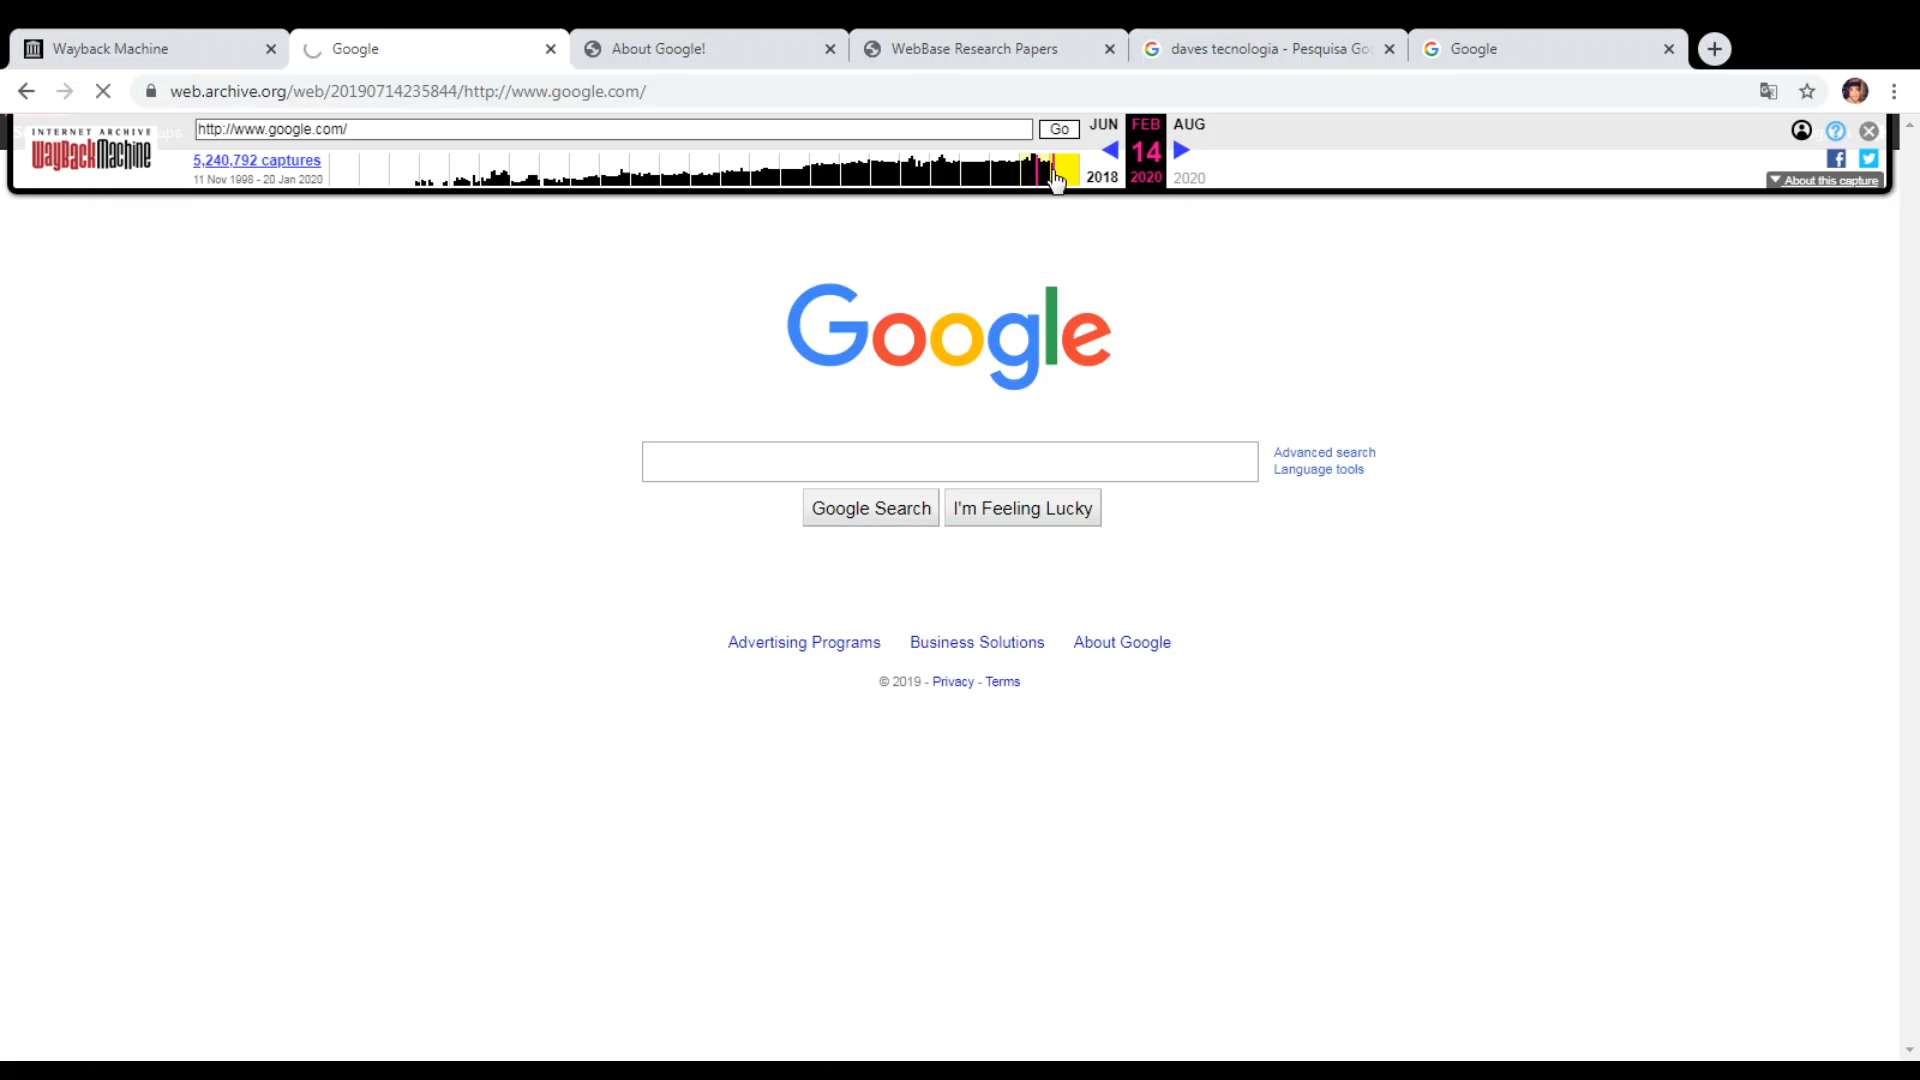 Wayback Machine
Google
About Google!
WebBase Research Papers
daves tecnologia - Pesquisa Go
Google
web.archive.org/web/20190714235844/http://www.google.com/
INTERNET ARCHIVE
WayBackMachine
http://www.google.com/
Go
JUN
FEB
AUG
5,240,792 captures
14
11 Nov 1998 - 20 Jan 2020
2018
2020
2020
About this capture
Google
Advanced search
Language tools
Google Search
I'm Feeling Lucky
Advertising Programs
Business Solutions
About Google
© 2019 - Privacy - Terms